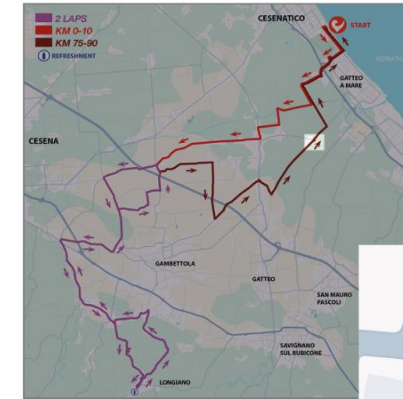 2 LAPS
KM 0-10
KM 75-90
REFRESHMENT
CESENATICO
START
ADRIATI
GATTEO
A MARE
CESENA
GAMBETTOLA
GATTEO
SAN MAURO
PASCOLI
SAVIGNANO
SUL RUBICONE
LONGIANO